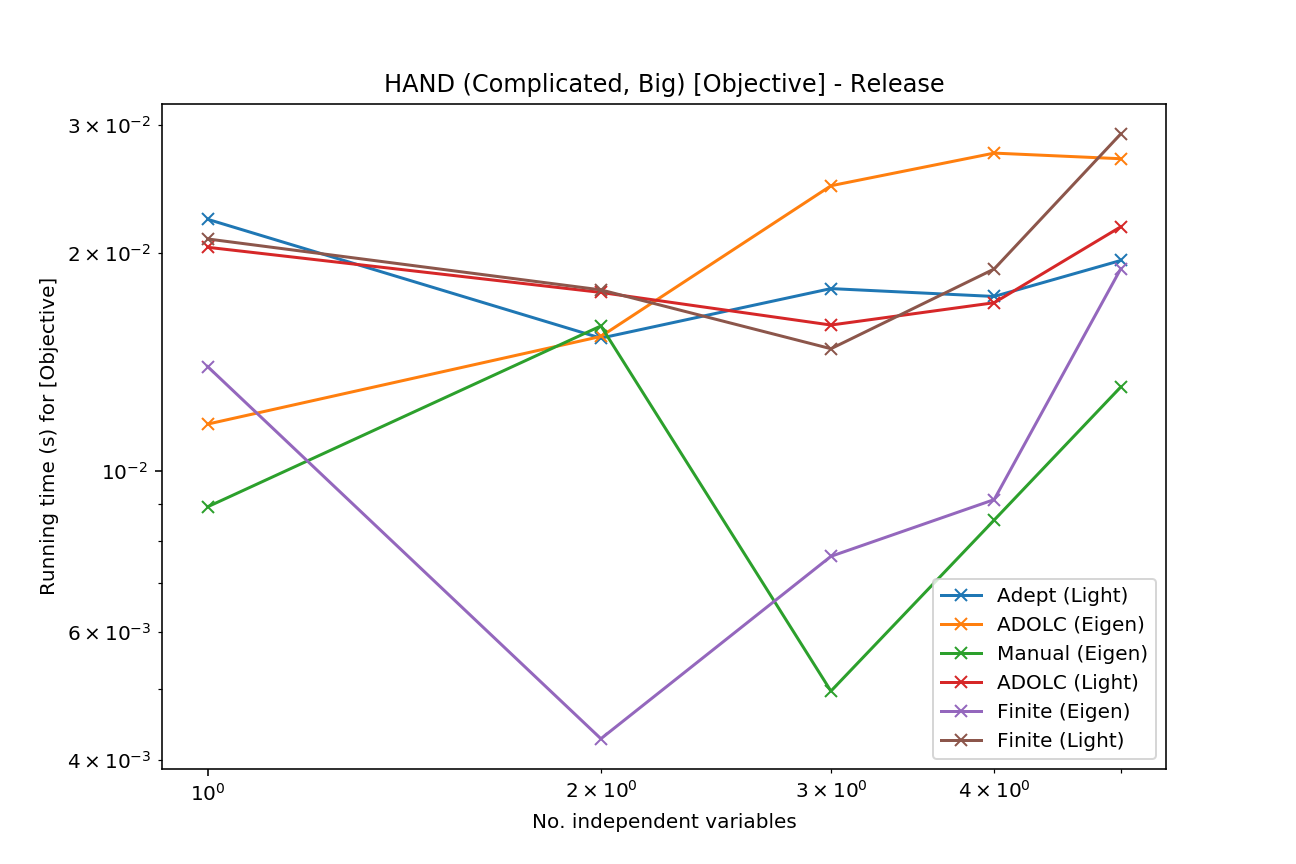 HAND (Complicated, Big) [Objective] - Release
Running time (s) for [Objective]
3 × 10⁻²
2 × 10⁻²
10⁻²
6 × 10⁻³
4 × 10⁻³
Adept (Light)
ADOLC (Eigen)
Manual (Eigen)
ADOLC (Light)
Finite (Eigen)
Finite (Light)
10⁰ 2 × 10⁰ 3 × 10⁰ 4 × 10⁰
No. independent variables